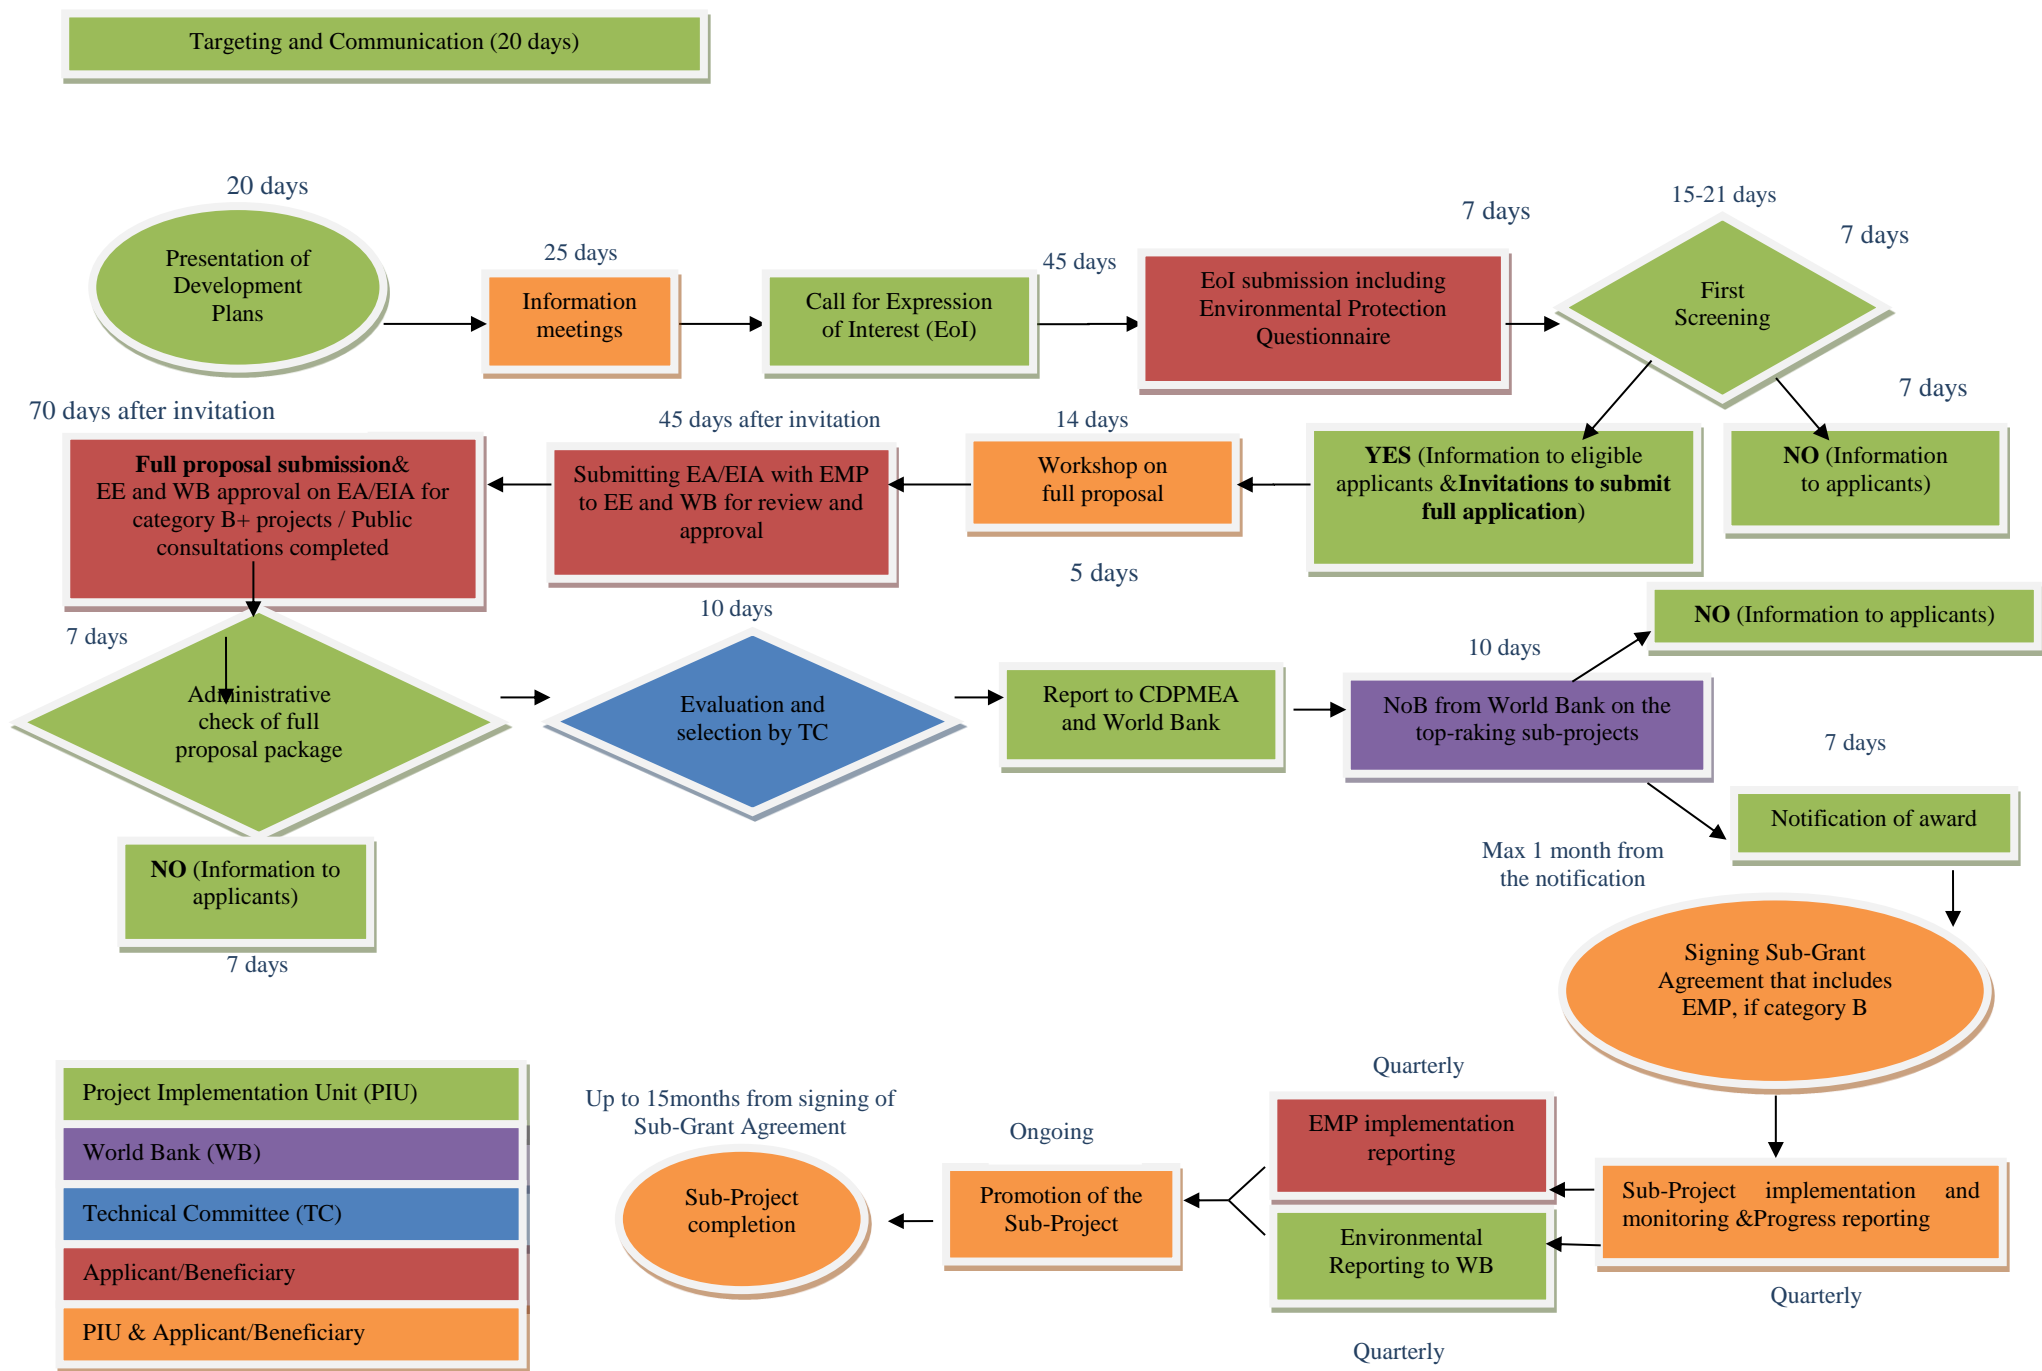 Targeting and Communication (20 days)
20 days
Presentation of
Development
Plans
25 days
Information
meetings
Call for Expression
of Interest (EoI)
45 days
7 days
EoI submission including
Environmental Protection
Questionnaire
15-21 days
First
Screening
7 days
7 days
70 days after invitation
Full proposal submission&
EE and WB approval on EA/EIA for
category B+ projects / Public
consultations completed
45 days after invitation
Submitting EA/EIA with EMP
to EE and WB for review and
approval
14 days
Workshop on
full proposal
YES (Information to eligible
applicants &Invitations to submit
full application)
NO (Information
to applicants)
7 days
Administrative
check of full
proposal package
10 days
Evaluation and
selection by TC
5 days
Report to CDPMEA
and World Bank
10 days
NoB from World Bank on the
top-raking sub-projects
NO (Information to applicants)
7 days
Notification of award
NO (Information to
applicants)
7 days
Max 1 month from
the notification
Signing Sub-Grant
Agreement that includes
EMP, if category B
Project Implementation Unit (PIU)
World Bank (WB)
Technical Committee (TC)
Applicant/Beneficiary
PIU & Applicant/Beneficiary
Up to 15months from signing of
Sub-Grant Agreement
Sub-Project
completion
Ongoing
Promotion of the
Sub-Project
Quarterly
EMP implementation
reporting
Environmental
Reporting to WB
Quarterly
Sub-Project implementation and
monitoring &Progress reporting
Quarterly